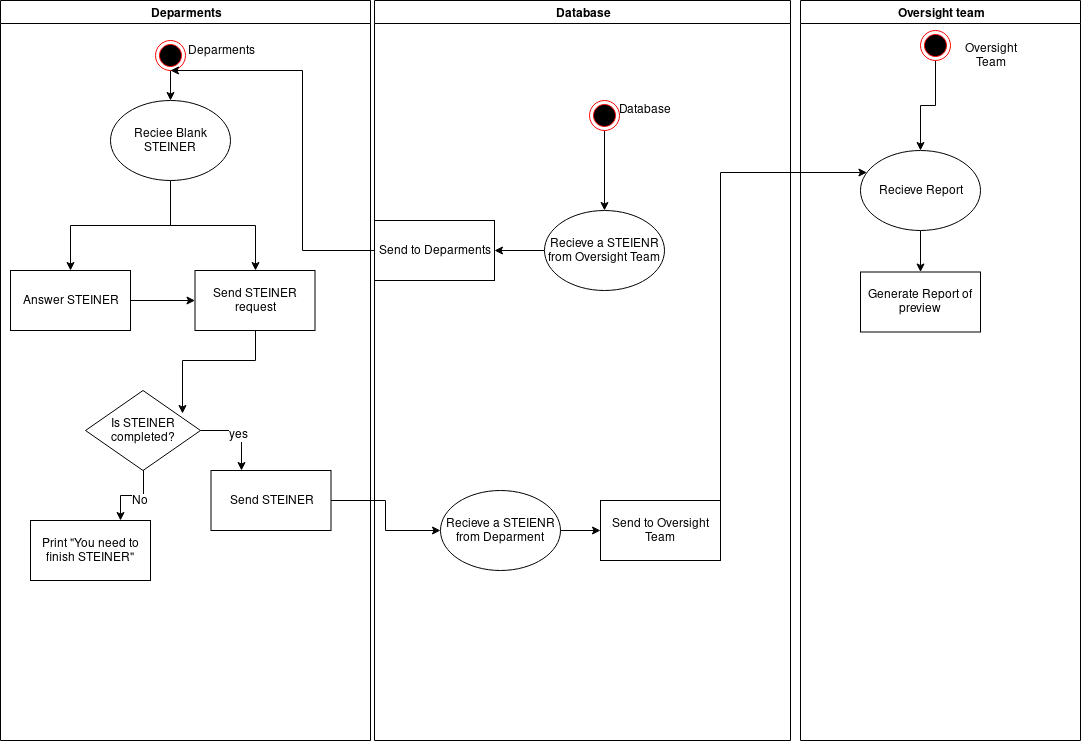 Deparments
Database
Oversight team
Deparments
Oversight
Team
Database
Reciee Blank
STEINER
Recieve Report
Send to Deparments
Recieve a STEIENR
from Oversight Team
Answer STEINER
Send STEINER
request
Generate Report of
preview
Is STEINER
completed?
yes
No
Send STEINER
Recieve a STEIENR
from Deparment
Send to Oversight
Team
Print "You need to
finish STEINER"